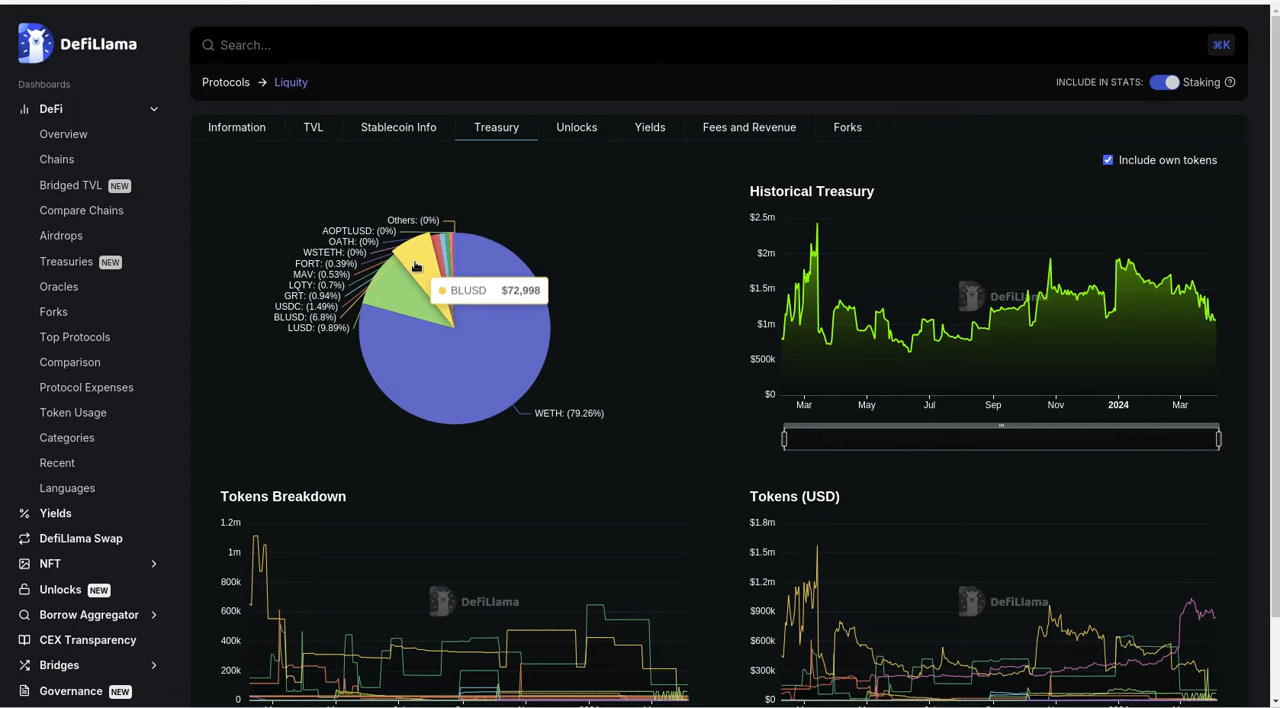 DefiLlama
Search...
⌘K
Dashboards
Protocols → Liquity
INCLUDE IN STATS: Staking
DeFi
Overview
Chains
Bridged TVL NEW
Compare Chains
Airdrops
Treasuries NEW
Oracles
Forks
Top Protocols
Comparison
Protocol Expenses
Token Usage
Categories
Recent
Languages
Yields
DefiLlama Swap
NFT
Unlocks NEW
Borrow Aggregator
CEX Transparency
Bridges
Governance NEW
Information TVL Stablecoin Info Treasury Unlocks Yields Fees and Revenue Forks
Include own tokens
Others: (0%)
AOPTLUSD: (0%)
OATH: (0%)
WSTETH: (0%)
FORT: (0.39%)
MAV: (0.53%)
LQTY: (0.7%)
GRT: (0.94%)
USDC: (1.49%)
BLUSD: (6.8%)
LUSD: (9.89%)
BLUSD $72,998
WETH: (79.26%)
Historical Treasury
$2.5m
$2m
$1.5m
$1m
$500k
$0
DefiLlama
Mar May Jul Sep Nov 2024 Mar
Tokens Breakdown
1.2m
1m
800k
600k
400k
200k
0
DefiLlama
Tokens (USD)
$1.8m
$1.5m
$1.2m
$900k
$600k
$300k
$0
DefiLlama